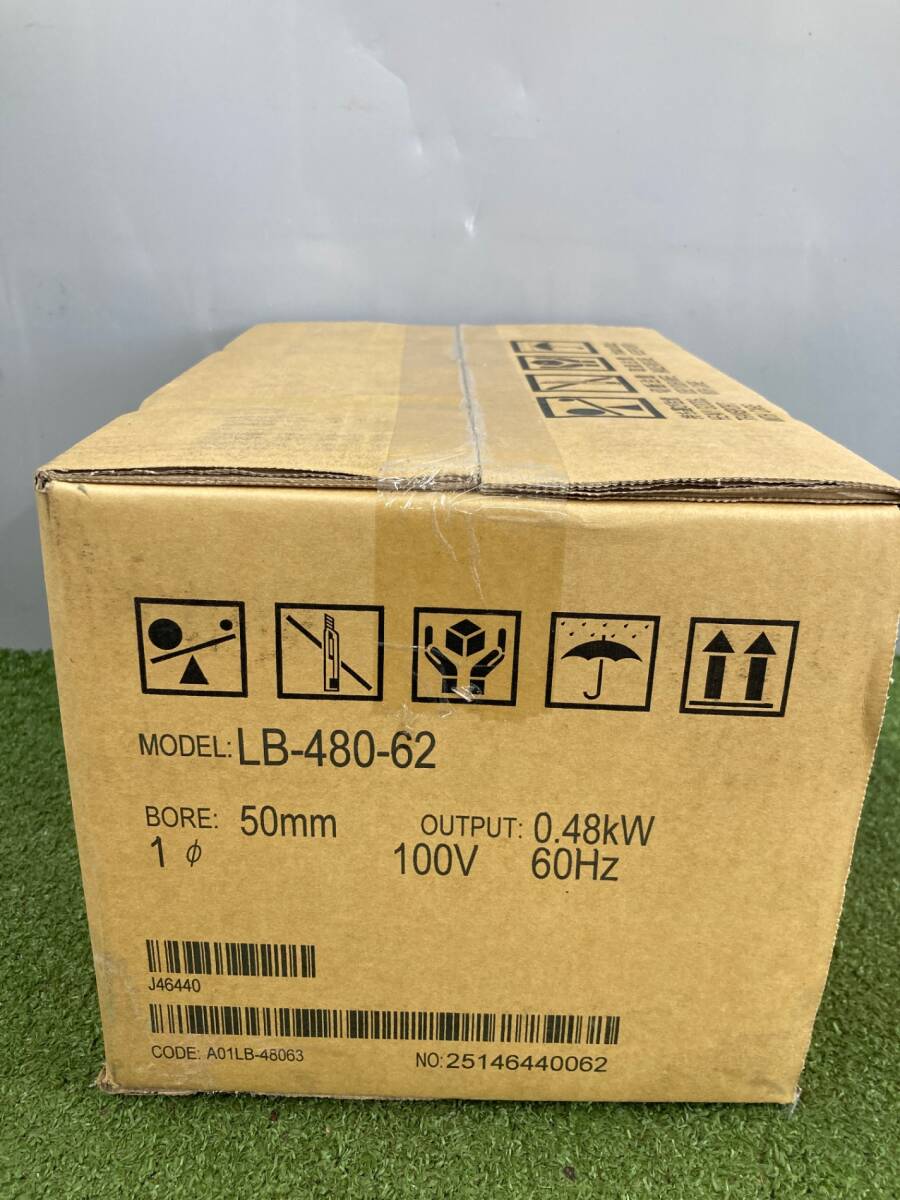 MODEL: LB-480-62
BORE: 50mm OUTPUT: 0.48kW
1 φ 100V 60Hz
J46440
CODE: A01LB-48063 NO: 25146440062